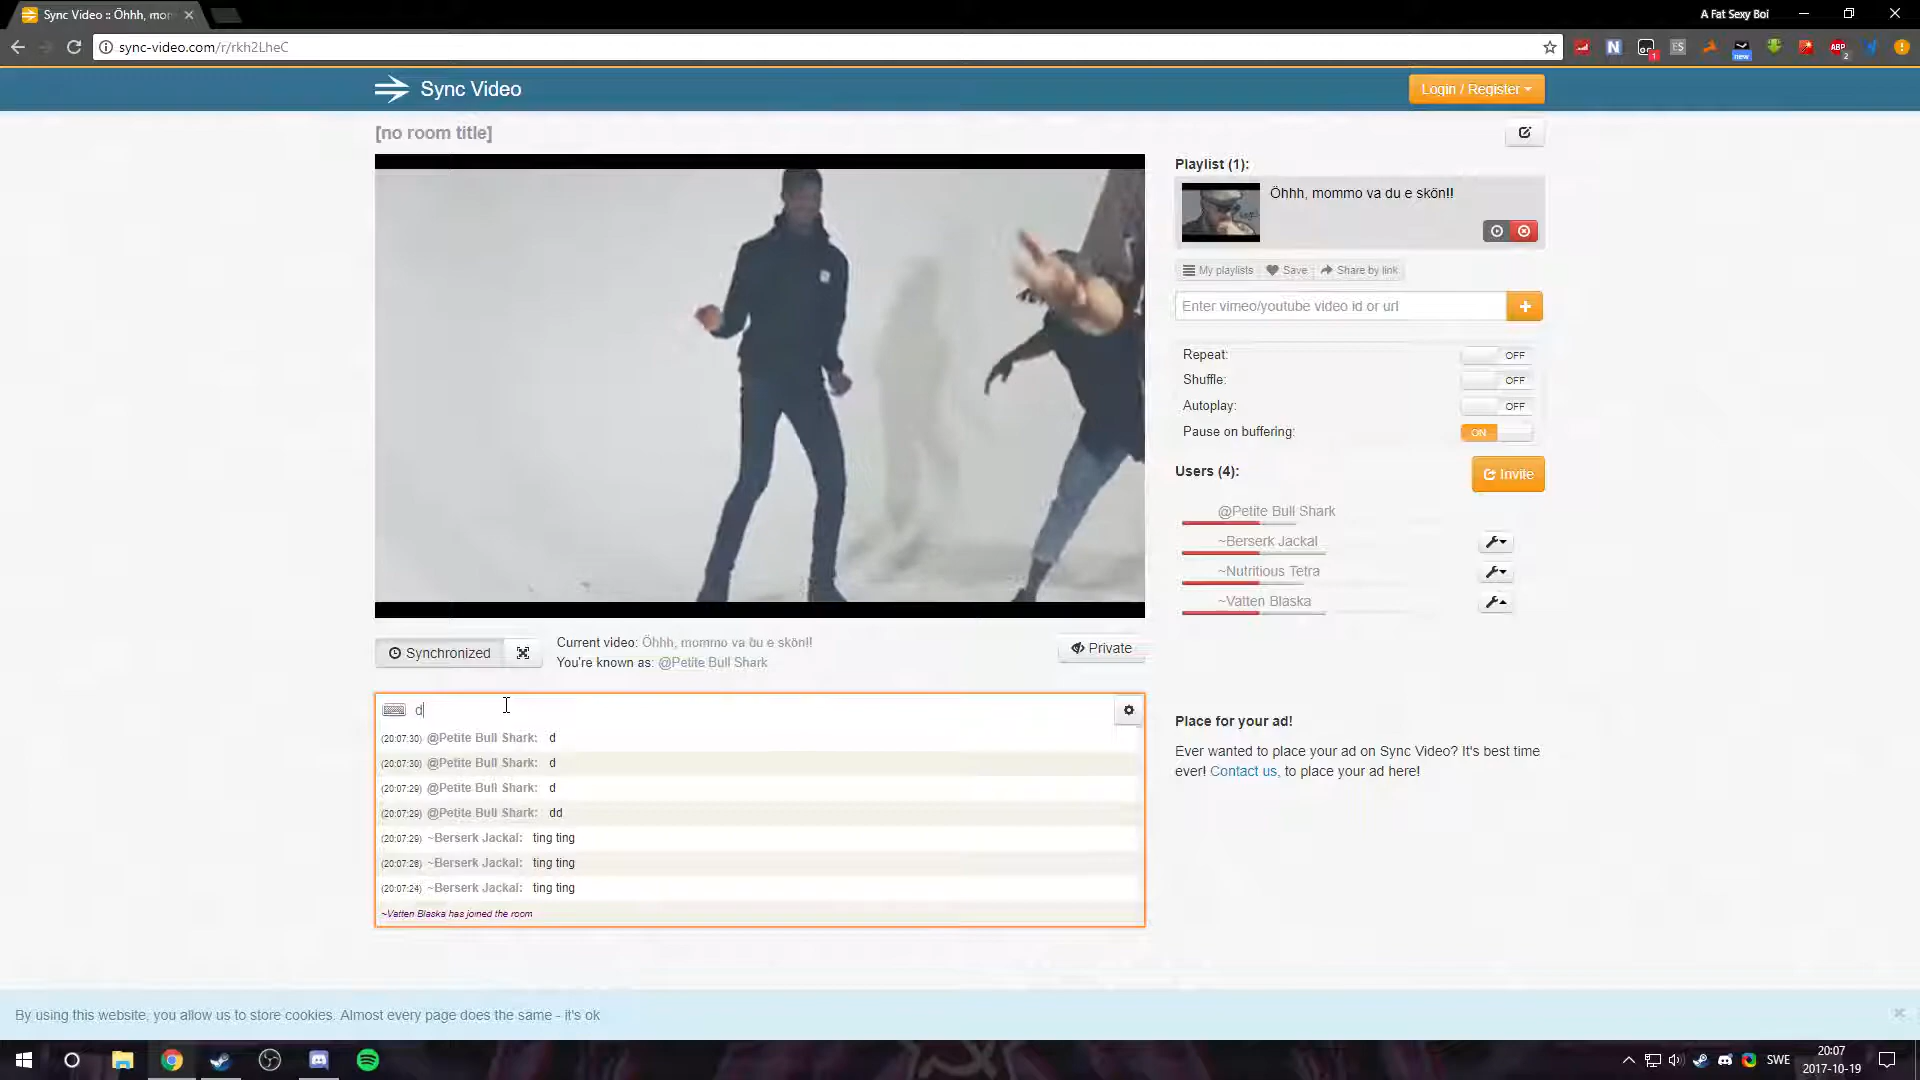 Sync Video :: Öhhh, mom
A Fat Sexy Boi
sync-video.com/r/rkh2LheC
ES
new
ABP
1
2
Sync Video
Login / Register
[no room title]
Playlist (1):
Öhhh, mommo va du e skön!!
My playlists Save Share by link
Enter vimeo/youtube video id or url
Repeat: OFF
Shuffle: OFF
Autoplay: OFF
Pause on buffering: ON
Users (4): Invite
@Petite Bull Shark
~Berserk Jackal
~Nutritious Tetra
~Vatten Blaska
Synchronized
Current video: Öhhh, mommo va du e skön!!
You're known as: @Petite Bull Shark
Private
d
(20:07:30) @Petite Bull Shark: d
(20:07:30) @Petite Bull Shark: d
(20:07:29) @Petite Bull Shark: d
(20:07:29) @Petite Bull Shark: dd
(20:07:29) ~Berserk Jackal: ting ting
(20:07:26) ~Berserk Jackal: ting ting
(20:07:24) ~Berserk Jackal: ting ting
~Vatten Blaska has joined the room
Place for your ad!
Ever wanted to place your ad on Sync Video? It's best time
ever! Contact us, to place your ad here!
By using this website, you allow us to store cookies. Almost every page does the same - it's ok
SWE
20:07
2017-10-19